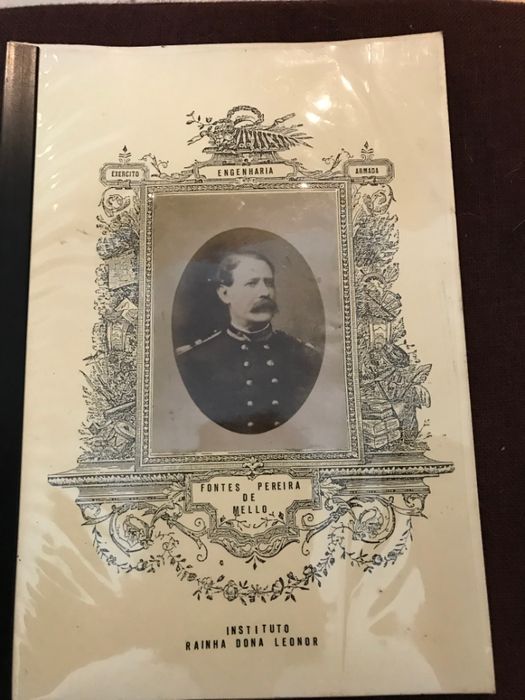 EXERCITO
ENGENHARIA
ARMADA
FONTES PEREIRA
DE
MELLO
INSTITUTO
RAINHA DONA LEONOR